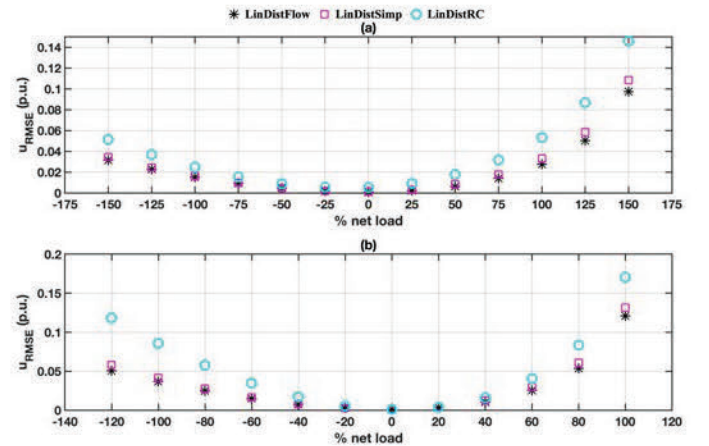 LinDistFlow LinDistSimp LinDistRC
(a)
0.14
0.12
0.1
0.08
0.06
0.04
0.02
0
u_RMSE (p.u.)
-175 -150 -125 -100 -75 -50 -25 0 25 50 75 100 125 150 175
% net load
(b)
0.2
0.15
0.1
0.05
0
u_RMSE (p.u.)
-140 -120 -100 -80 -60 -40 -20 0 20 40 60 80 100 120
% net load